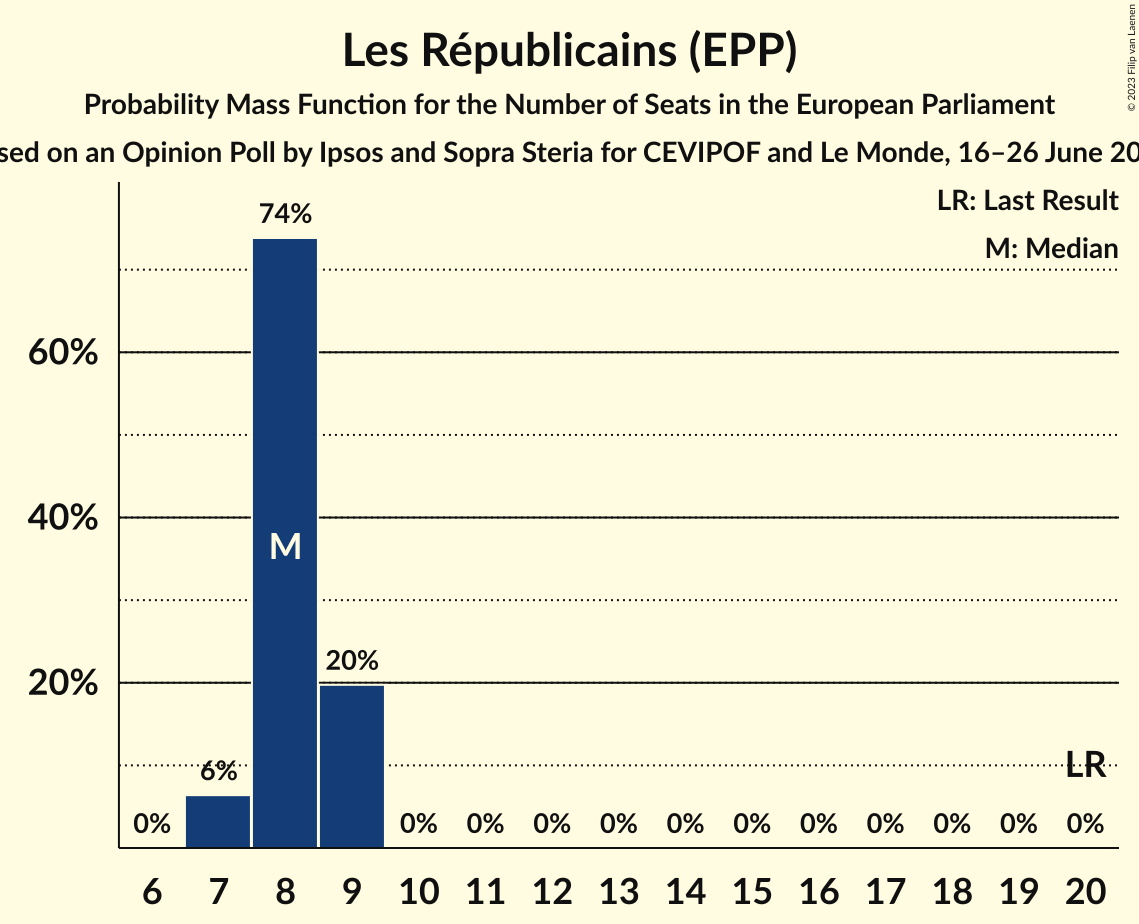 Les Républicains (EPP)
Probability Mass Function for the Number of Seats in the European Parliament
sed on an Opinion Poll by Ipsos and Sopra Steria for CEVIPOF and Le Monde, 16–26 June 20
© 2023 Filip van Laenen
LR: Last Result
M: Median
74%
60%
40%
M
20%
20%
LR
6%
0% 0% 0% 0% 0% 0% 0% 0% 0% 0% 0% 0%
6 7 8 9 10 11 12 13 14 15 16 17 18 19 20